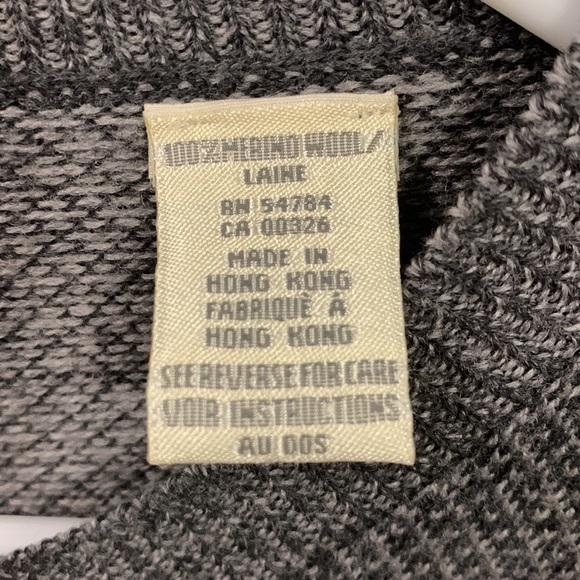 100% MERINO WOOL/
LAINE
RN 54784
CA 00326
MADE IN
HONG KONG
FABRIQUÈ À
HONG KONG
SEE REVERSE FOR CARE
VOIR INSTRUCTIONS
AU DOS